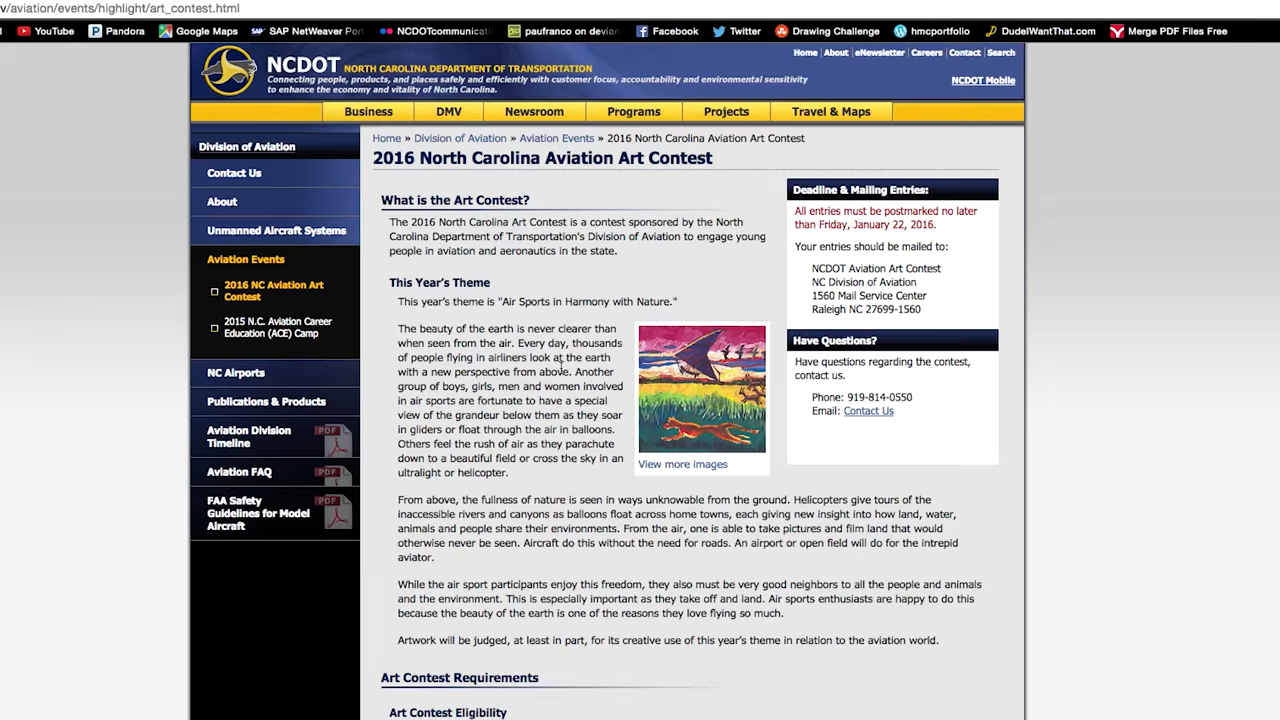 v/aviation/events/highlight/art_contest.html
YouTube Pandora Google Maps SAP NetWeaver Por NCDOTcommunicati paufranco on devian Facebook Twitter Drawing Challenge hmcportfolio DudeIWantThat.com Merge PDF Files Free
Home | About | eNewsletter | Careers | Contact | Search
NCDOT NORTH CAROLINA DEPARTMENT OF TRANSPORTATION
Connecting people, products, and places safely and efficiently with customer focus, accountability and environmental sensitivity
to enhance the economy and vitality of North Carolina.
NCDOT Mobile
Business DMV Newsroom Programs Projects Travel & Maps
Division of Aviation
Contact Us
About
Unmanned Aircraft Systems
Aviation Events
2016 NC Aviation Art
Contest
2015 N.C. Aviation Career
Education (ACE) Camp
NC Airports
Publications & Products
Aviation Division
Timeline
PDF
Aviation FAQ
PDF
FAA Safety
Guidelines for Model
Aircraft
PDF
Home » Division of Aviation » Aviation Events » 2016 North Carolina Aviation Art Contest
2016 North Carolina Aviation Art Contest
What is the Art Contest?
The 2016 North Carolina Art Contest is a contest sponsored by the North
Carolina Department of Transportation's Division of Aviation to engage young
people in aviation and aeronautics in the state.
This Year's Theme
This year's theme is "Air Sports in Harmony with Nature."
The beauty of the earth is never clearer than
when seen from the air. Every day, thousands
of people flying in airliners look at the earth
with a new perspective from above. Another
group of boys, girls, men and women involved
in air sports are fortunate to have a special
view of the grandeur below them as they soar
in gliders or float through the air in balloons.
Others feel the rush of air as they parachute
down to a beautiful field or cross the sky in an
ultralight or helicopter.
View more images
From above, the fullness of nature is seen in ways unknowable from the ground. Helicopters give tours of the
inaccessible rivers and canyons as balloons float across home towns, each giving new insight into how land, water,
animals and people share their environments. From the air, one is able to take pictures and film land that would
otherwise never be seen. Aircraft do this without the need for roads. An airport or open field will do for the intrepid
aviator.
While the air sport participants enjoy this freedom, they also must be very good neighbors to all the people and animals
and the environment. This is especially important as they take off and land. Air sports enthusiasts are happy to do this
because the beauty of the earth is one of the reasons they love flying so much.
Artwork will be judged, at least in part, for its creative use of this year's theme in relation to the aviation world.
Art Contest Requirements
Art Contest Eligibility
Deadline & Mailing Entries:
All entries must be postmarked no later
than Friday, January 22, 2016.
Your entries should be mailed to:
NCDOT Aviation Art Contest
NC Division of Aviation
1560 Mail Service Center
Raleigh NC 27699-1560
Have Questions?
Have questions regarding the contest,
contact us.
Phone: 919-814-0550
Email: Contact Us